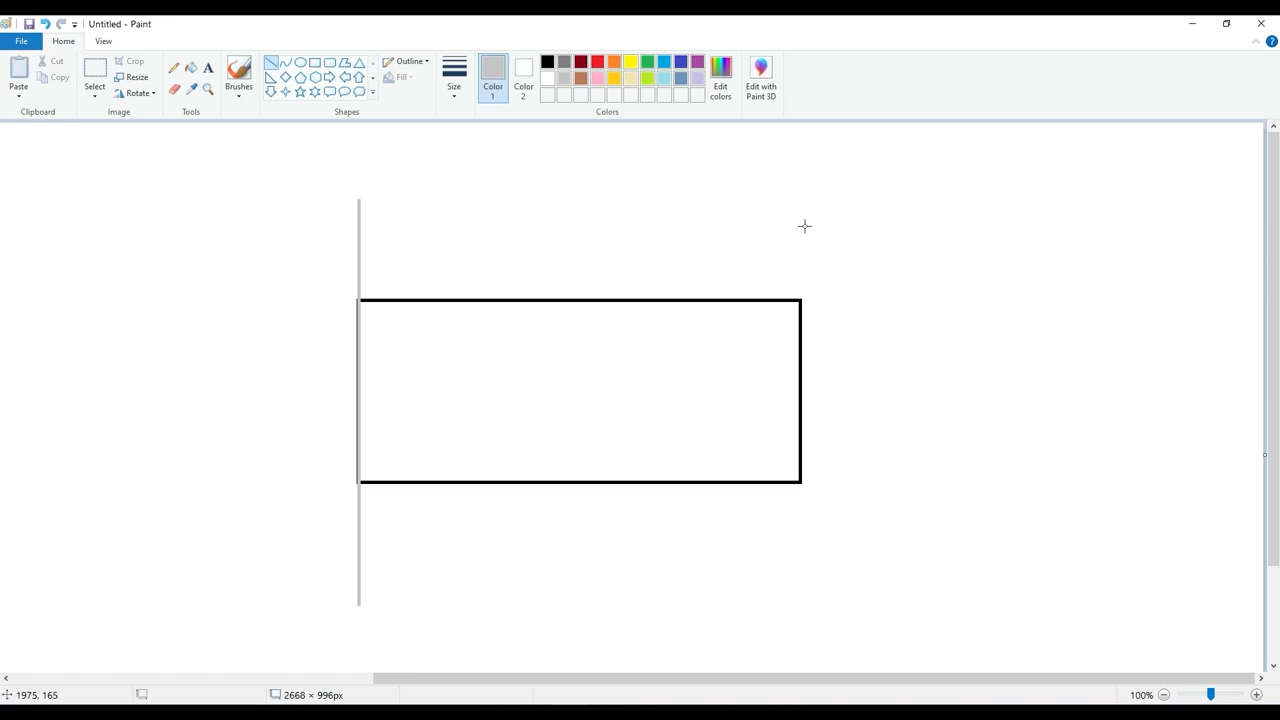 Untitled - Paint
File Home View
Paste
Cut
Copy
Clipboard
Select
Crop
Resize
Rotate
Image
A
Tools
Brushes
Outline
Fill
Shapes
Size
Color 1
Color 2
Edit colors
Colors
Edit with Paint 3D
1975, 165
2668 × 996px
100%